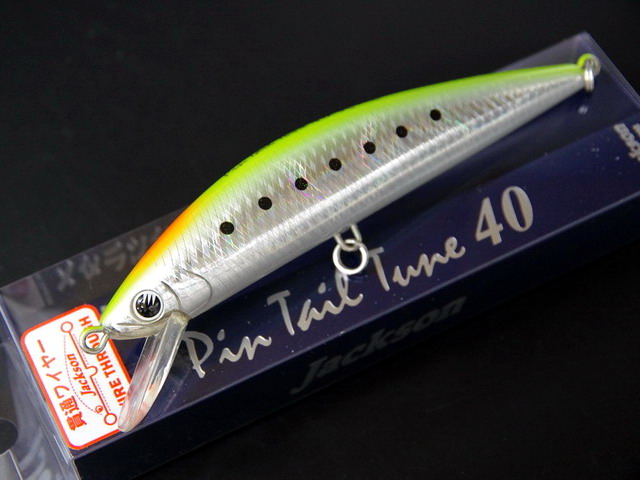 Pin Tail Tune 40
Jackson
WIRE THROUGH
Jackson
貫通ワイヤー